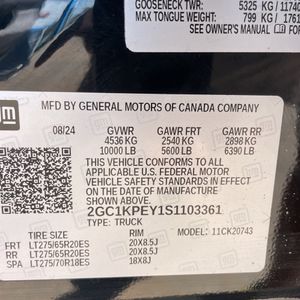 GOOSENECK TWR: 5325 KG / 11740
MAX TONGUE WEIGHT: 799 KG / 1761
SEE OWNER'S MANUAL FOR
gm
MFD BY GENERAL MOTORS OF CANADA COMPANY
08/24 GVWR GAWR FRT GAWR RR
4536 KG 2540 KG 2898 KG
10000 LB 5600 LB 6390 LB
THIS VEHICLE CONFORMS TO ALL APPLICABLE
U.S. FEDERAL MOTOR VEHICLE SAFETY
STANDARDS IN EFFECT ON THE DATE OF
MANUFACTURE SHOWN ABOVE.
2GC1KPEY1S1103361
TYPE: TRUCK
TIRE SIZE RIM MODEL: 11CK20743
FRT LT275/65R20ES 20X8.5J
RR LT275/65R20ES 20X8.5J
SPA LT275/70R18ES 18X8J